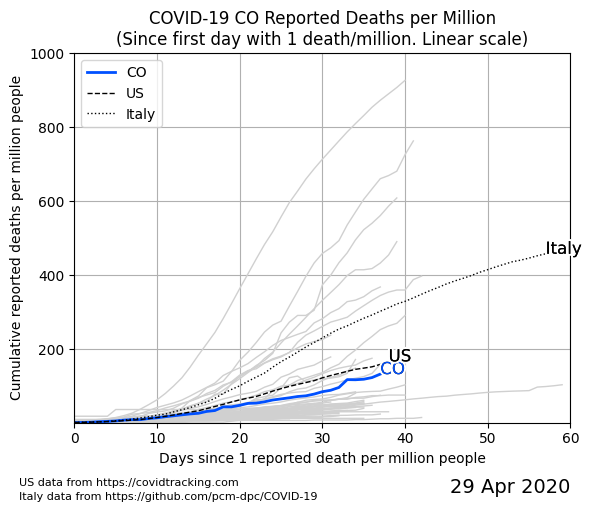 COVID-19 CO Reported Deaths per Million
(Since first day with 1 death/million. Linear scale)
Cumulative reported deaths per million people
1000
800
600
400
200
CO
US
Italy
Italy
US
CO
0
10
20
30
40
50
60
Days since 1 reported death per million people
US data from https://covidtracking.com
Italy data from https://github.com/pcm-dpc/COVID-19
29 Apr 2020